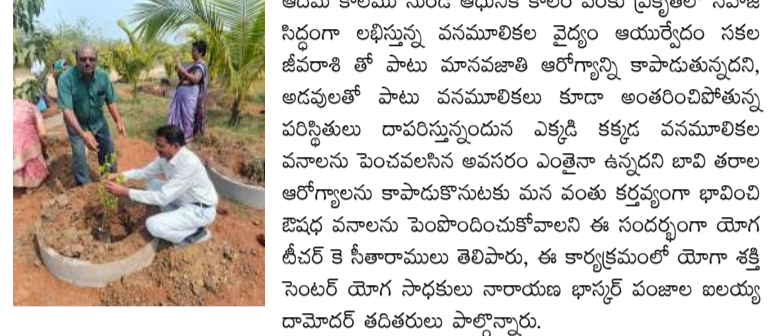 ఆదిమ కాలము నుండి ఆధునిక కాలం వరకు ప్రకృతిలో సహజ
సిద్ధంగా లభిస్తున్న వనమూలికల వైద్యం ఆయుర్వేదం సకల
జీవరాశి తో పాటు మానవజాతి ఆరోగ్యాన్ని కాపాడుతున్నదని,
అడవులతో పాటు వనమూలికలు కూడా అంతరించిపోతున్న
పరిస్థితులు దాపరిస్తున్నందున ఎక్కడి కక్కడ వనమూలికల
వనాలను పెంచవలసిన అవసరం ఎంతైనా ఉన్నదని బావి తరాల
ఆరోగ్యాలను కాపాడుకొనుటకు మన వంతు కర్తవ్యంగా భావించి
ఔషధ వనాలను పెంపొందించుకోవాలని ఈ సందర్భంగా యోగ
టీచర్ కె సీతారాములు తెలిపారు, ఈ కార్యక్రమంలో యోగా శక్తి
సెంటర్ యోగ సాధకులు నారాయణ భాస్కర్ పంజాల ఐలయ్య
దామోదర్ తదితరులు పాల్గొన్నారు.